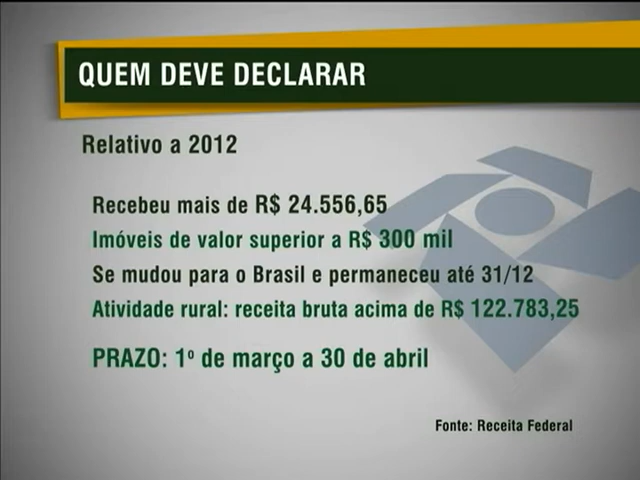 QUEM DEVE DECLARAR
Relativo a 2012
Recebeu mais de R$ 24.556,65
Imóveis de valor superior a R$ 300 mil
Se mudou para o Brasil e permaneceu até 31/12
Atividade rural: receita bruta acima de R$ 122.783,25
PRAZO: 1º de março a 30 de abril
Fonte: Receita Federal